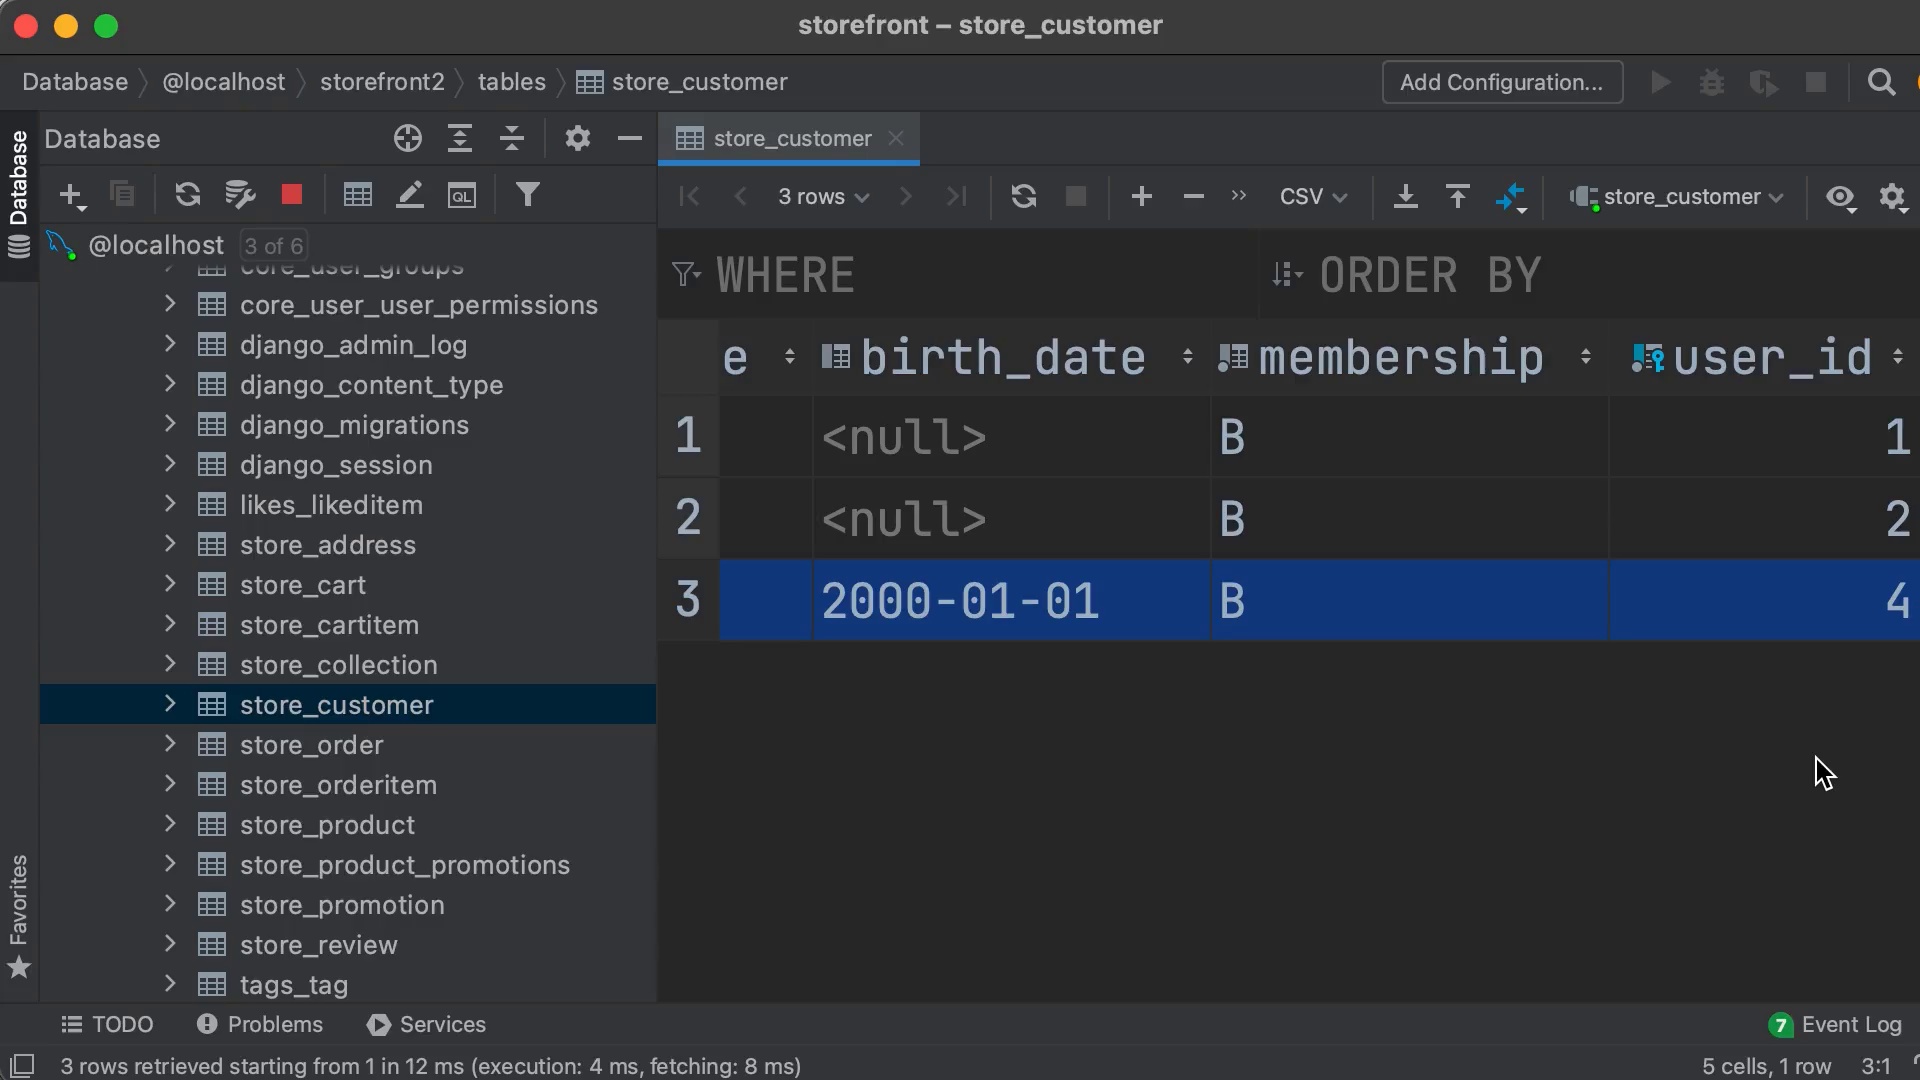 storefront – store_customer
Database @localhost storefront2 tables store_customer
Add Configuration...
Database
Database
store_customer
3 rows
CSV
store_customer
QL
@localhost 3 of 6
core_user_groups
core_user_user_permissions
django_admin_log
django_content_type
django_migrations
django_session
likes_likeditem
store_address
store_cart
store_cartitem
store_collection
store_customer
store_order
store_orderitem
store_product
store_product_promotions
store_promotion
store_review
tags_tag
Favorites
WHERE
ORDER BY
e birth_date membership user_id
1 <null> B 1
2 <null> B 2
3 2000-01-01 B 4
TODO Problems Services
7 Event Log
3 rows retrieved starting from 1 in 12 ms (execution: 4 ms, fetching: 8 ms)
5 cells, 1 row 3:1